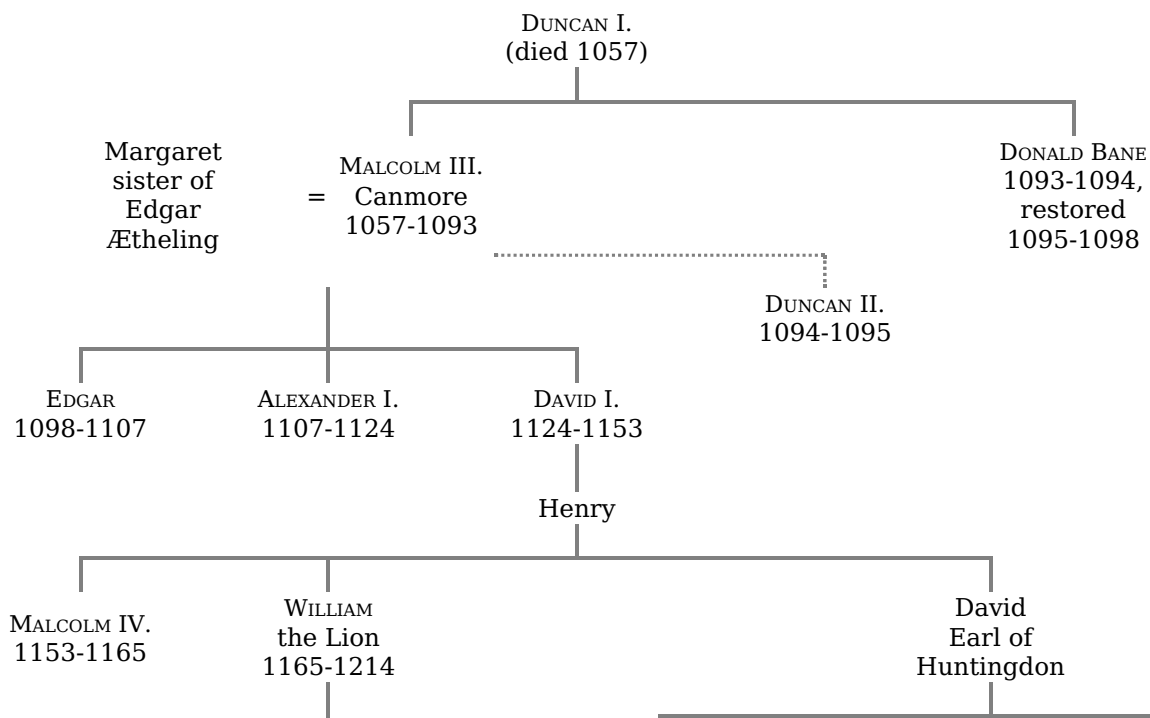 DUNCAN I.
(died 1057)
Margaret
sister of
Edgar
Ætheling
=
MALCOLM III.
Canmore
1057-1093
DONALD BANE
1093-1094,
restored
1095-1098
DUNCAN II.
1094-1095
EDGAR
1098-1107
ALEXANDER I.
1107-1124
DAVID I.
1124-1153
Henry
MALCOLM IV.
1153-1165
WILLIAM
the Lion
1165-1214
David
Earl of
Huntingdon